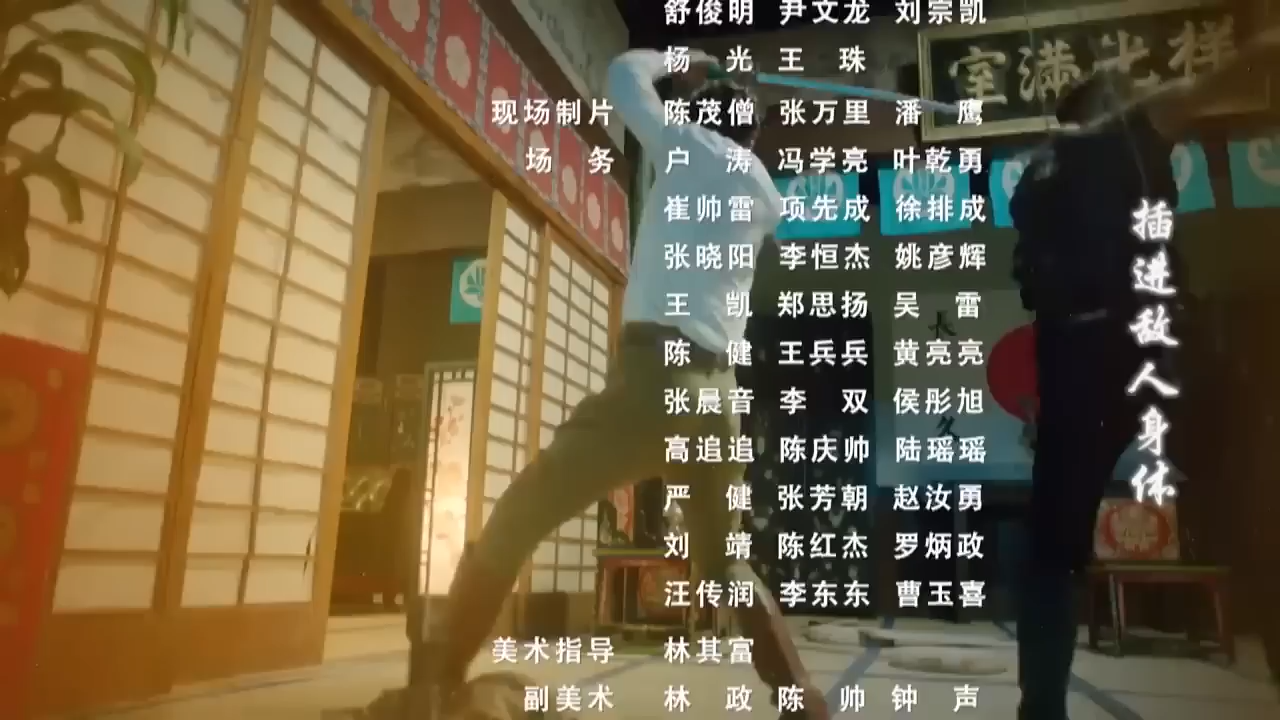 舒俊明 尹文龙 刘宗凯
杨 光 王 珠
现场制片 陈茂僧 张万里 潘 鹰
场 务 户 涛 冯学亮 叶乾勇
崔帅雷 项先成 徐排成
张晓阳 李恒杰 姚彦辉
王 凯 郑思扬 吴 雷
陈 健 王兵兵 黄亮亮
张晨音 李 双 侯彤旭
高追追 陈庆帅 陆瑶瑶
严 健 张芳朝 赵汝勇
刘 靖 陈红杰 罗炳政
汪传润 李东东 曹玉喜
美术指导 林其富
副美术 林 政 陈 帅 钟 声
插进敌人身体
室满光祥
長
久